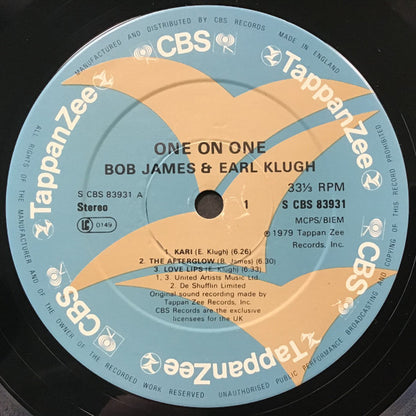 MANUFACTURED AND DISTRIBUTED BY CBS RECORDS
MADE IN ENGLAND
ALL RIGHTS OF THE MANUFACTURER AND OF THE OWNER OF THE RECORDED WORK RESERVED
UNAUTHORISED PUBLIC PERFORMANCE BROADCASTING AND COPYING OF THIS RECORD PROHIBITED
CBS
TappanZee
TappanZee
CBS
CBS
TappanZee
TappanZee
CBS
ONE ON ONE
BOB JAMES & EARL KLUGH
S CBS 83931 A
Stereo
LC 0149
1
33⅓ RPM
S CBS 83931
MCPS/BIEM
℗ 1979 Tappan Zee
Records, Inc.
1. KARI (E. Klugh) (6.26)
2. THE AFTERGLOW (B. James) (6.30)
3. LOVE LIPS (E. Klugh) (6.33)
1. 3. United Artists Music Ltd.
2. De Shufflin Limited
Original sound recording made by
Tappan Zee Records, Inc.
CBS Records are the exclusive
licensees for the UK